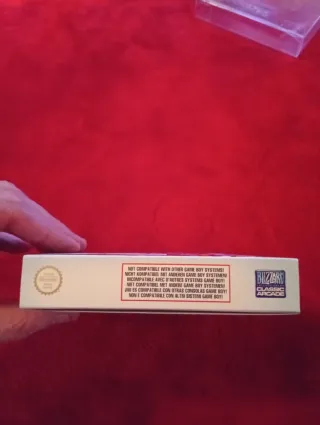 NOT COMPATIBLE WITH OTHER GAME BOY SYSTEMS!
NICHT KOMPATIBEL MIT ANDEREN GAME BOY SYSTEMEN!
INCOMPATIBLE AVEC D'AUTRES SYSTEMES GAME BOY!
NIET COMPATIBEL MET ANDERE GAME BOY SYSTEMEN!
¡NO ES COMPATIBLE CON OTRAS CONSOLAS GAME BOY!
NON È COMPATIBILE CON ALTRI SISTEMI GAME BOY!
BLIZZARD
CLASSIC
ARCADE